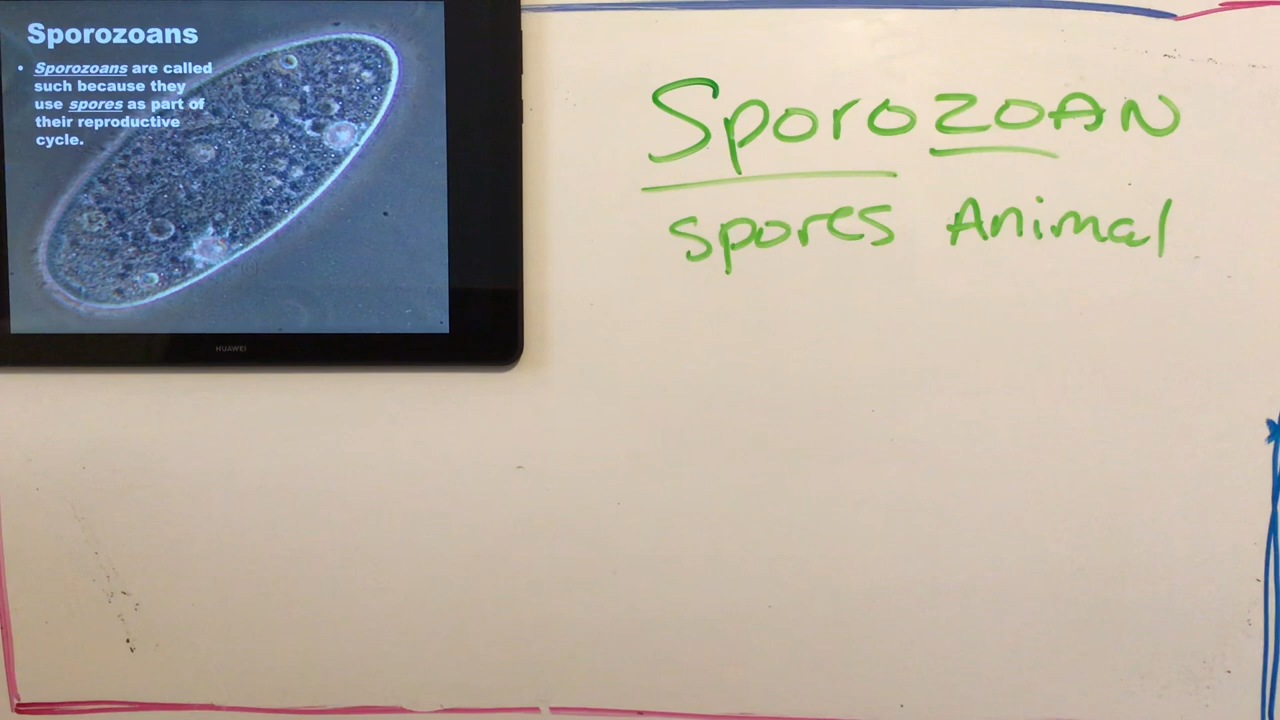 Sporozoans
• Sporozoans are called
such because they
use spores as part of
their reproductive
cycle.
HUAWEI
SporozoAN
spores Animal